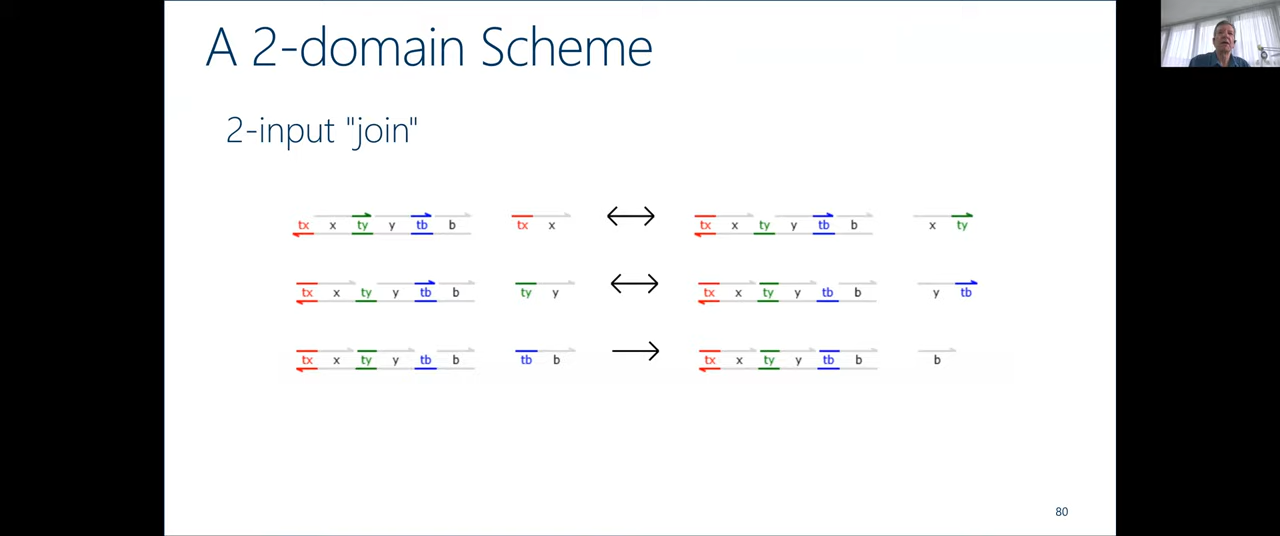 A 2-domain Scheme
2-input "join"
tx x ty y tb b tx x tx x ty y tb b x ty
tx x ty y tb b ty y tx x ty y tb b y tb
tx x ty y tb b tb b tx x ty y tb b b
80